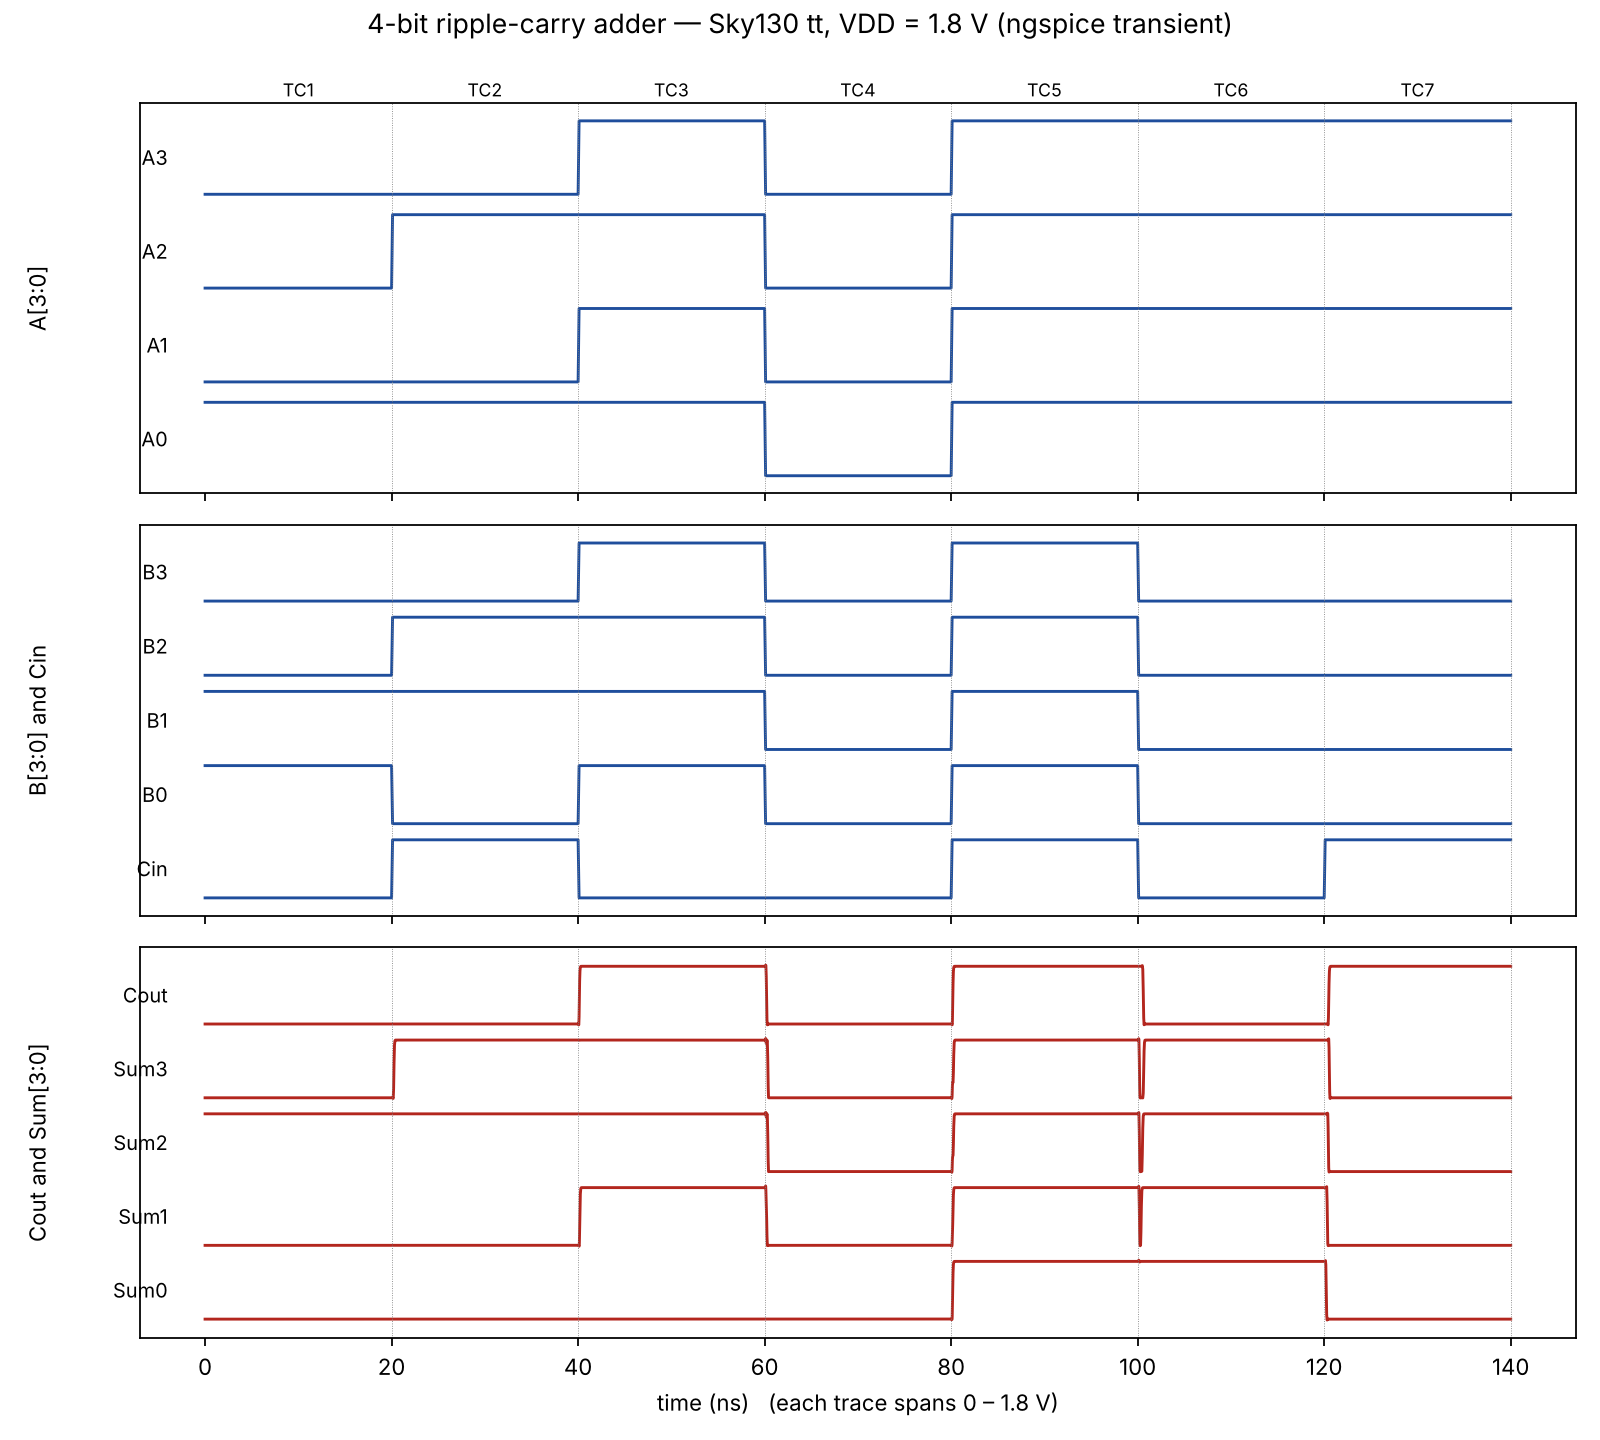 4-bit ripple-carry adder — Sky130 tt, VDD = 1.8 V (ngspice transient)
TC1 TC2 TC3 TC4 TC5 TC6 TC7
A[3:0]
A3
A2
A1
A0
B[3:0] and Cin
B3
B2
B1
B0
Cin
Cout and Sum[3:0]
Cout
Sum3
Sum2
Sum1
Sum0
0 20 40 60 80 100 120 140
time (ns) (each trace spans 0 – 1.8 V)